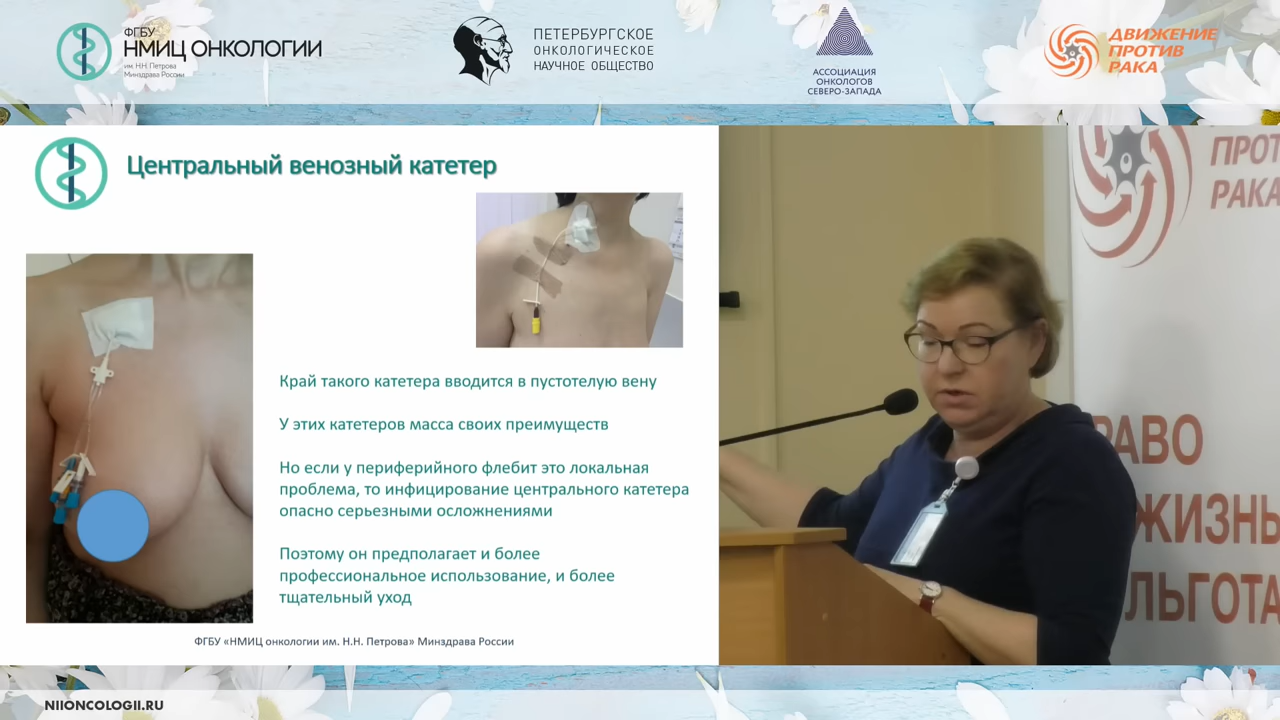 ФГБУ
НМИЦ ОНКОЛОГИИ
им. Н.Н. Петрова
Минздрава России
ПЕТЕРБУРГСКОЕ
ОНКОЛОГИЧЕСКОЕ
НАУЧНОЕ ОБЩЕСТВО
АССОЦИАЦИЯ
ОНКОЛОГОВ
СЕВЕРО-ЗАПАДА
ДВИЖЕНИЕ
ПРОТИВ
РАКА
Центральный венозный катетер
Край такого катетера вводится в пустотелую вену
У этих катетеров масса своих преимуществ
Но если у периферийного флебит это локальная
проблема, то инфицирование центрального катетера
опасно серьезными осложнениями
Поэтому он предполагает и более
профессиональное использование, и более
тщательный уход
ФГБУ «НМИЦ онкологии им. Н.Н. Петрова» Минздрава России
ПРОТ
РАКА
РАВО
ЖИЗНЬ
ЛЬГОТА
NIIONCOLOGII.RU